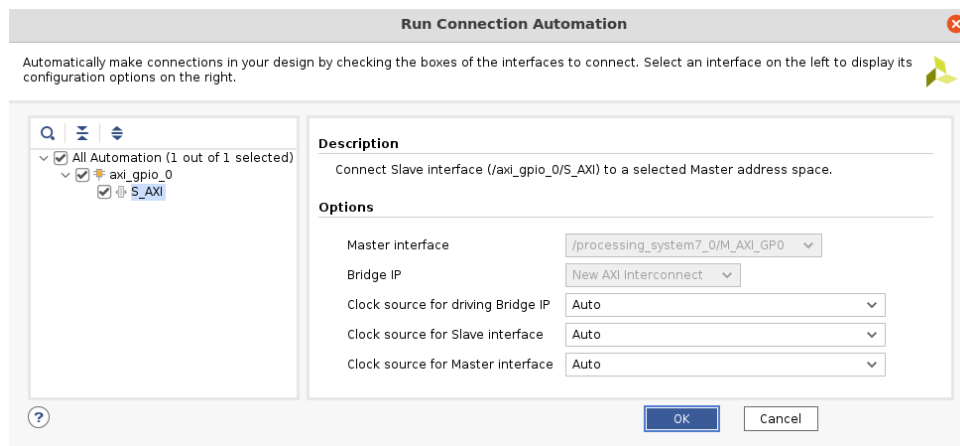 Run Connection Automation
Automatically make connections in your design by checking the boxes of the interfaces to connect. Select an interface on the left to display its
configuration options on the right.
All Automation (1 out of 1 selected)
axi_gpio_0
S_AXI
Description
Connect Slave interface (/axi_gpio_0/S_AXI) to a selected Master address space.
Options
Master interface /processing_system7_0/M_AXI_GP0
Bridge IP New AXI Interconnect
Clock source for driving Bridge IP Auto
Clock source for Slave interface Auto
Clock source for Master interface Auto
? OK Cancel